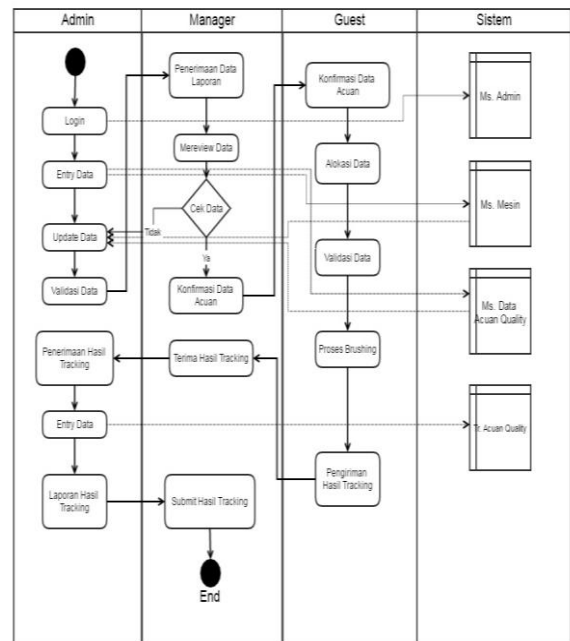 Admin
Manager
Guest
Sistem
Login
Entry Data
Update Data
Validasi Data
Penerimaan Data
Laporan
Mereview Data
Cek Data
Tidak
Ya
Konfirmasi Data
Acuan
Konfirmasi Data
Acuan
Alokasi Data
Validasi Data
Proses Brushing
Pengiriman
Hasil Tracking
Terima Hasil Tracking
Penerimaan Hasil
Tracking
Entry Data
Laporan Hasil
Tracking
Submit Hasil Tracking
End
Ms. Admin
Ms. Mesin
Ms. Data
Acuan Quality
Tr. Acuan Quality